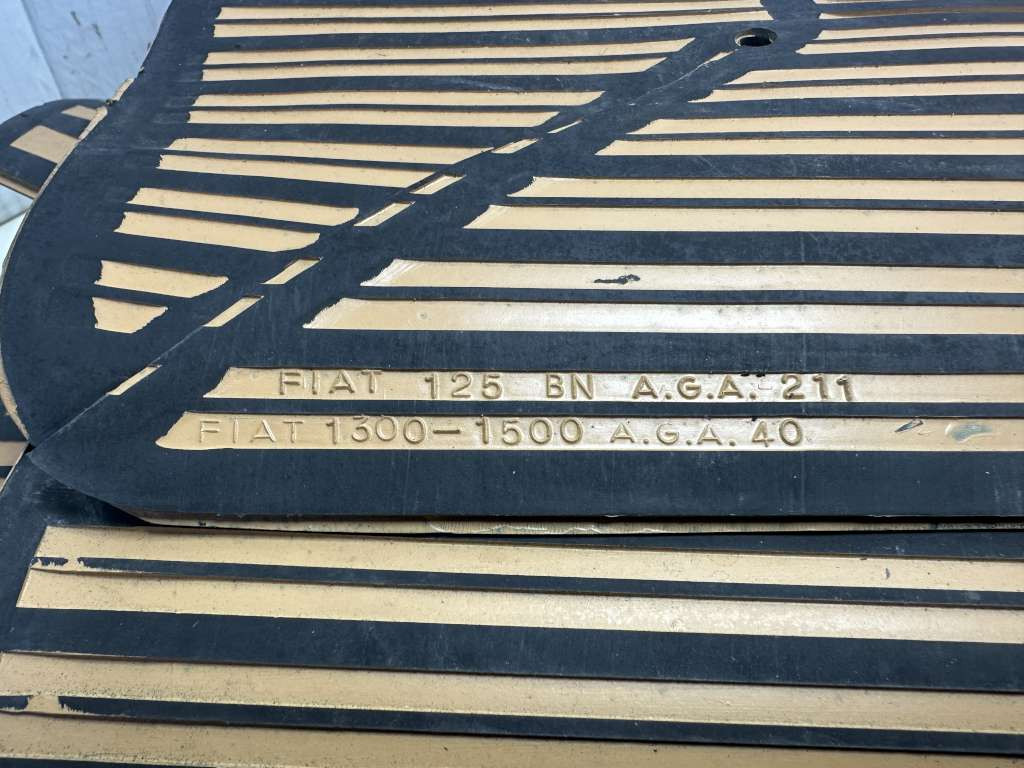 FIAT 125 BN A.G.A.-211
FIAT 1300-1500 A.G.A. 40